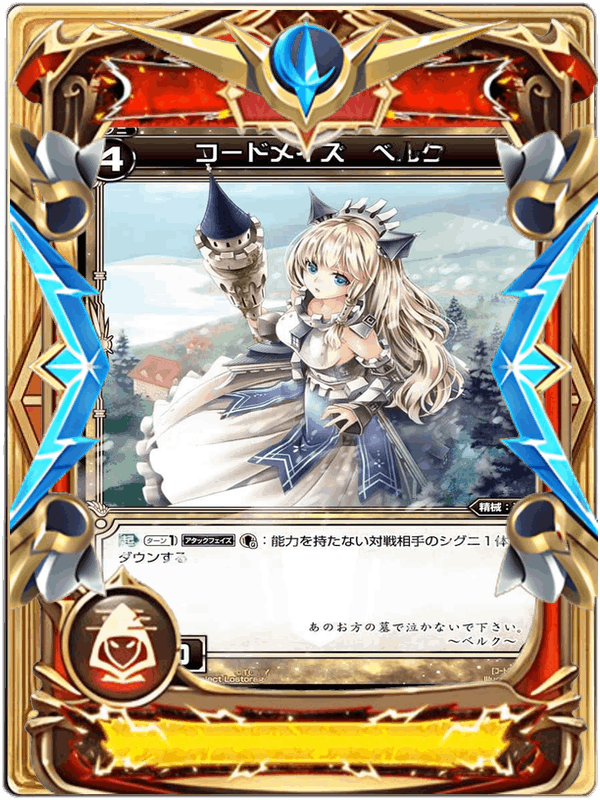 4
コードメイズ ベルク
精械：
起 ターン1 アタックフェイズ ：能力を持たない対戦相手のシグニ1体
ダウンする
あのお方の墓で泣かないで下さい。
～ベルク～